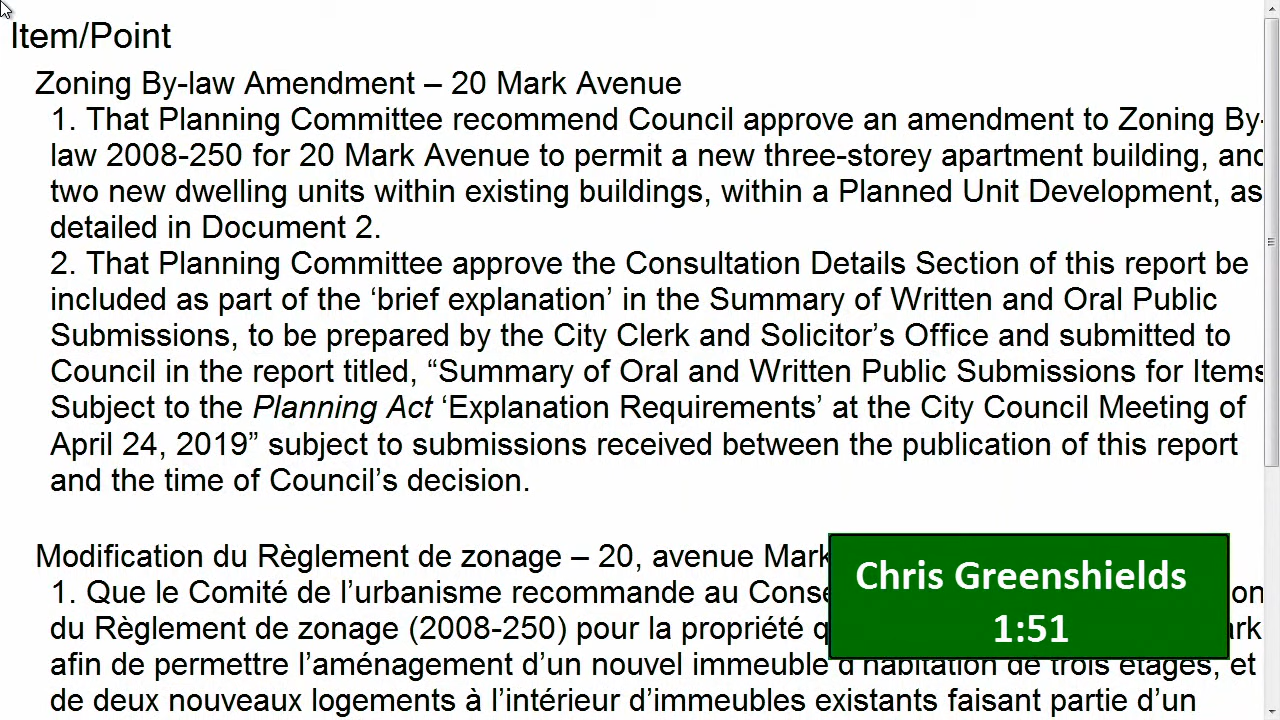 Item/Point
Zoning By-law Amendment – 20 Mark Avenue
1. That Planning Committee recommend Council approve an amendment to Zoning By-
law 2008-250 for 20 Mark Avenue to permit a new three-storey apartment building, and
two new dwelling units within existing buildings, within a Planned Unit Development, as
detailed in Document 2.
2. That Planning Committee approve the Consultation Details Section of this report be
included as part of the ‘brief explanation’ in the Summary of Written and Oral Public
Submissions, to be prepared by the City Clerk and Solicitor’s Office and submitted to
Council in the report titled, “Summary of Oral and Written Public Submissions for Items
Subject to the Planning Act ‘Explanation Requirements’ at the City Council Meeting of
April 24, 2019” subject to submissions received between the publication of this report
and the time of Council’s decision.
Modification du Règlement de zonage – 20, avenue Mark
1. Que le Comité de l’urbanisme recommande au
du Règlement de zonage (2008-250) pour la propriété
afin de permettre l’aménagement d’un nouvel immeuble d’habitation de trois étages, et
de deux nouveaux logements à l’intérieur d’immeubles existants faisant partie d’un
Chris Greenshields
1:51